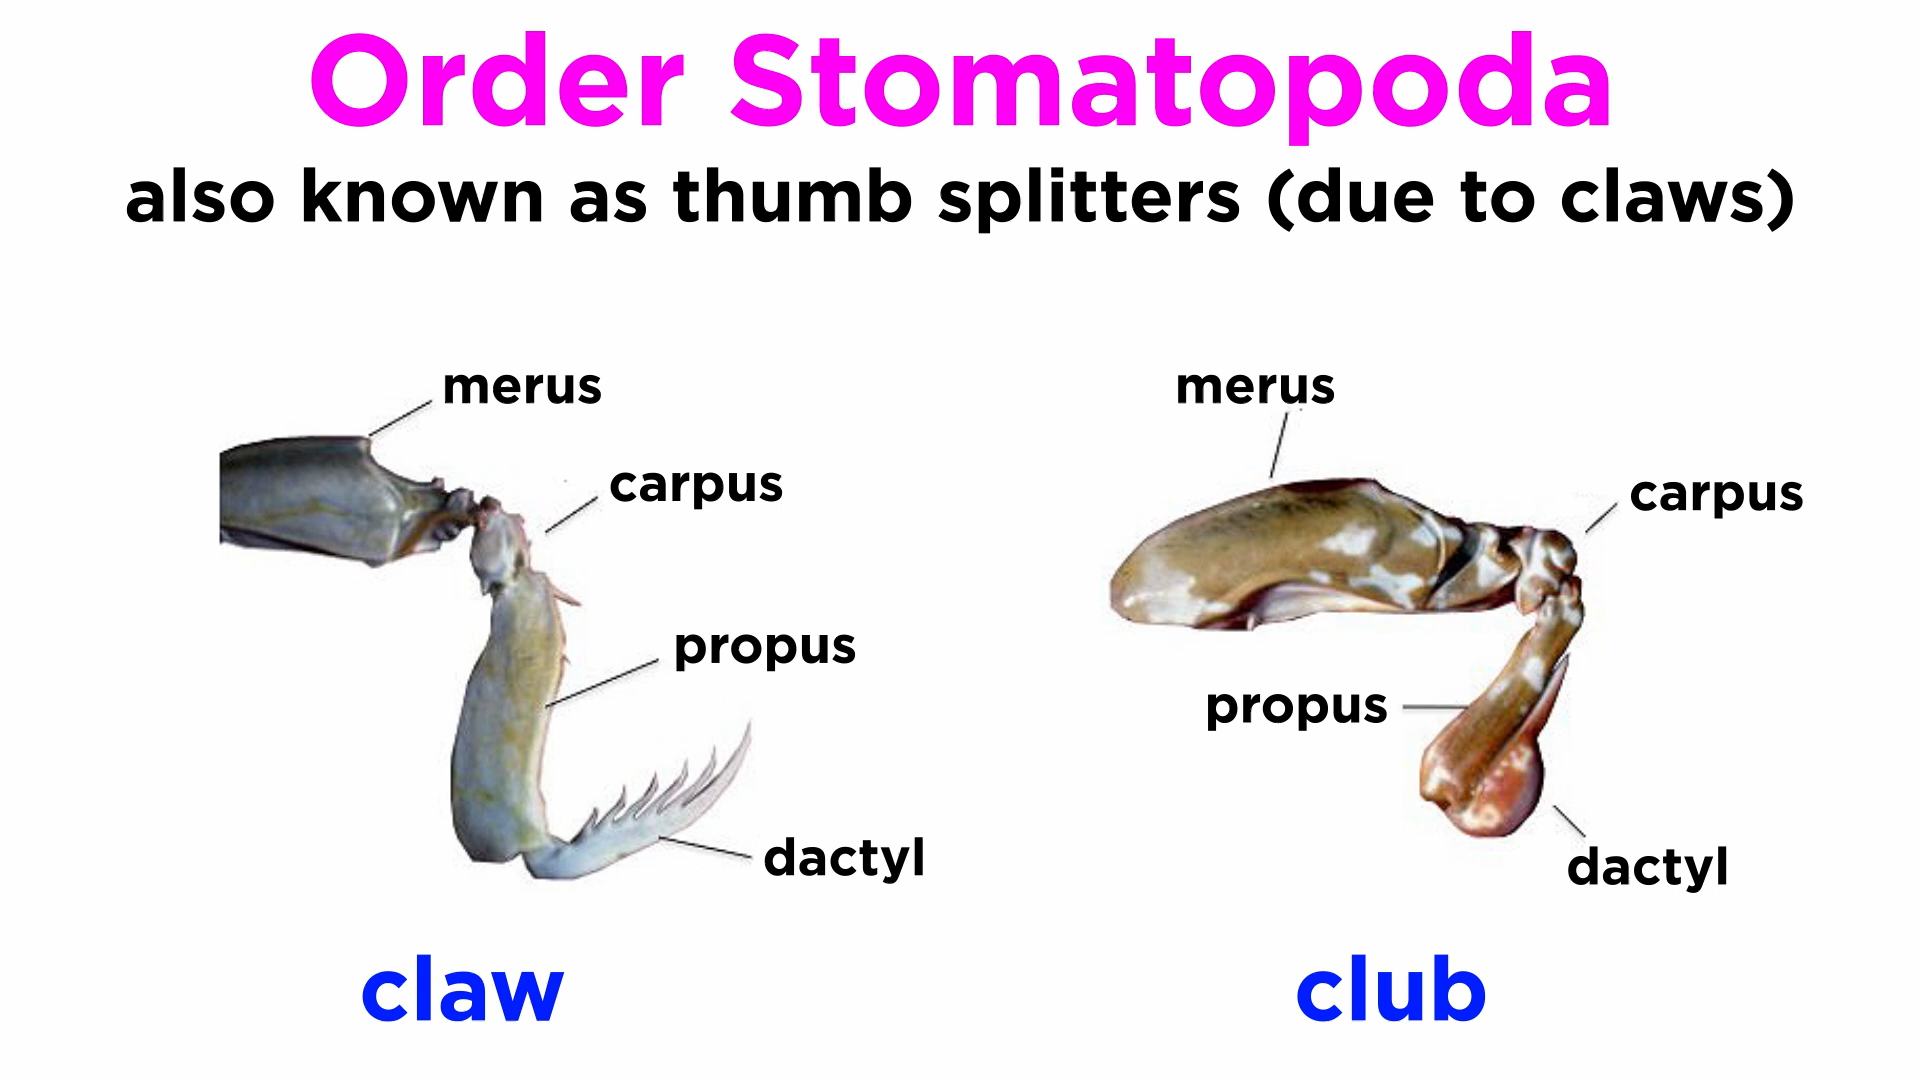 Order Stomatopoda
also known as thumb splitters (due to claws)
merus
carpus
propus
dactyl
claw
merus
carpus
propus
dactyl
club